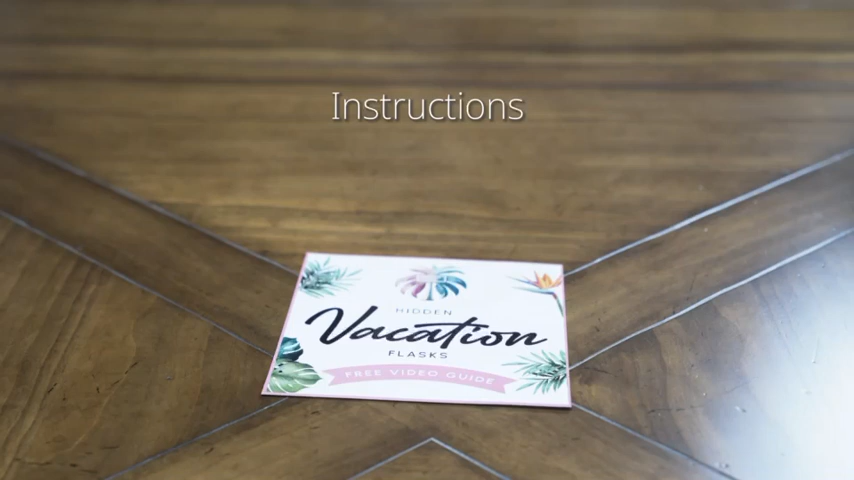 Instructions
HIDDEN
Vacation
FLASKS
FREE VIDEO GUIDE